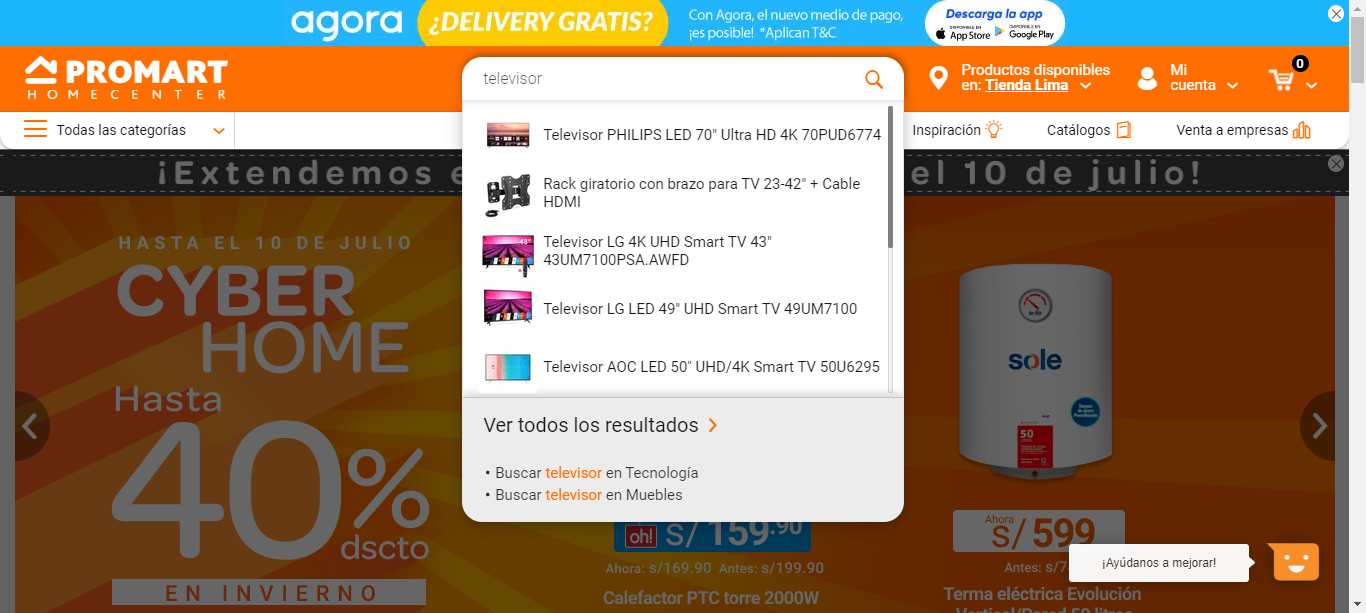 agora
¿DELIVERY GRATIS?
Con Agora, el nuevo medio de pago,
¡es posible! *Aplican T&C
Descarga la app
DISPONIBLE EN
App Store
DISPONIBLE EN
Google Play
PROMART
HOMECENTER
televisor
Productos disponibles
en: Tienda Lima
Mi
cuenta
0
Todas las categorías
Inspiración
Catálogos
Venta a empresas
¡Extendemos e
el 10 de julio!
Televisor PHILIPS LED 70" Ultra HD 4K 70PUD6774
Rack giratorio con brazo para TV 23-42" + Cable
HDMI
Televisor LG 4K UHD Smart TV 43"
43UM7100PSA.AWFD
Televisor LG LED 49" UHD Smart TV 49UM7100
Televisor AOC LED 50" UHD/4K Smart TV 50U6295
Ver todos los resultados
• Buscar televisor en Tecnología
• Buscar televisor en Muebles
HASTA EL 10 DE JULIO
CYBER
HOME
Hasta
40%
dscto
EN INVIERNO
oh! S/ 159.90
Ahora: s/169.90 Antes: s/199.90
Calefactor PTC torre 2000W
sole
50
Ahora
S/ 599
Antes: s/7
Terma eléctrica Evolución
Vertical/Pared 50 litros
¡Ayúdanos a mejorar!